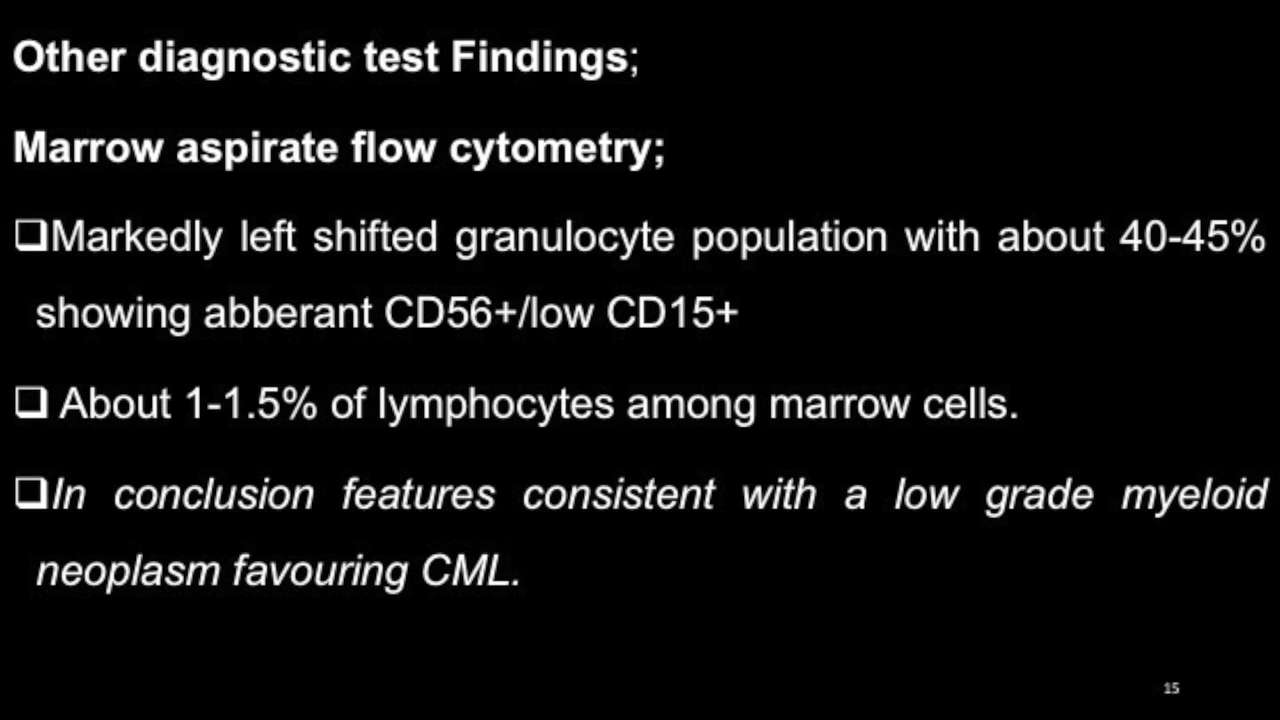 Other diagnostic test Findings;
Marrow aspirate flow cytometry;
❑Markedly left shifted granulocyte population with about 40-45%
showing abberant CD56+/low CD15+
❑ About 1-1.5% of lymphocytes among marrow cells.
❑In conclusion features consistent with a low grade myeloid
neoplasm favouring CML.
15